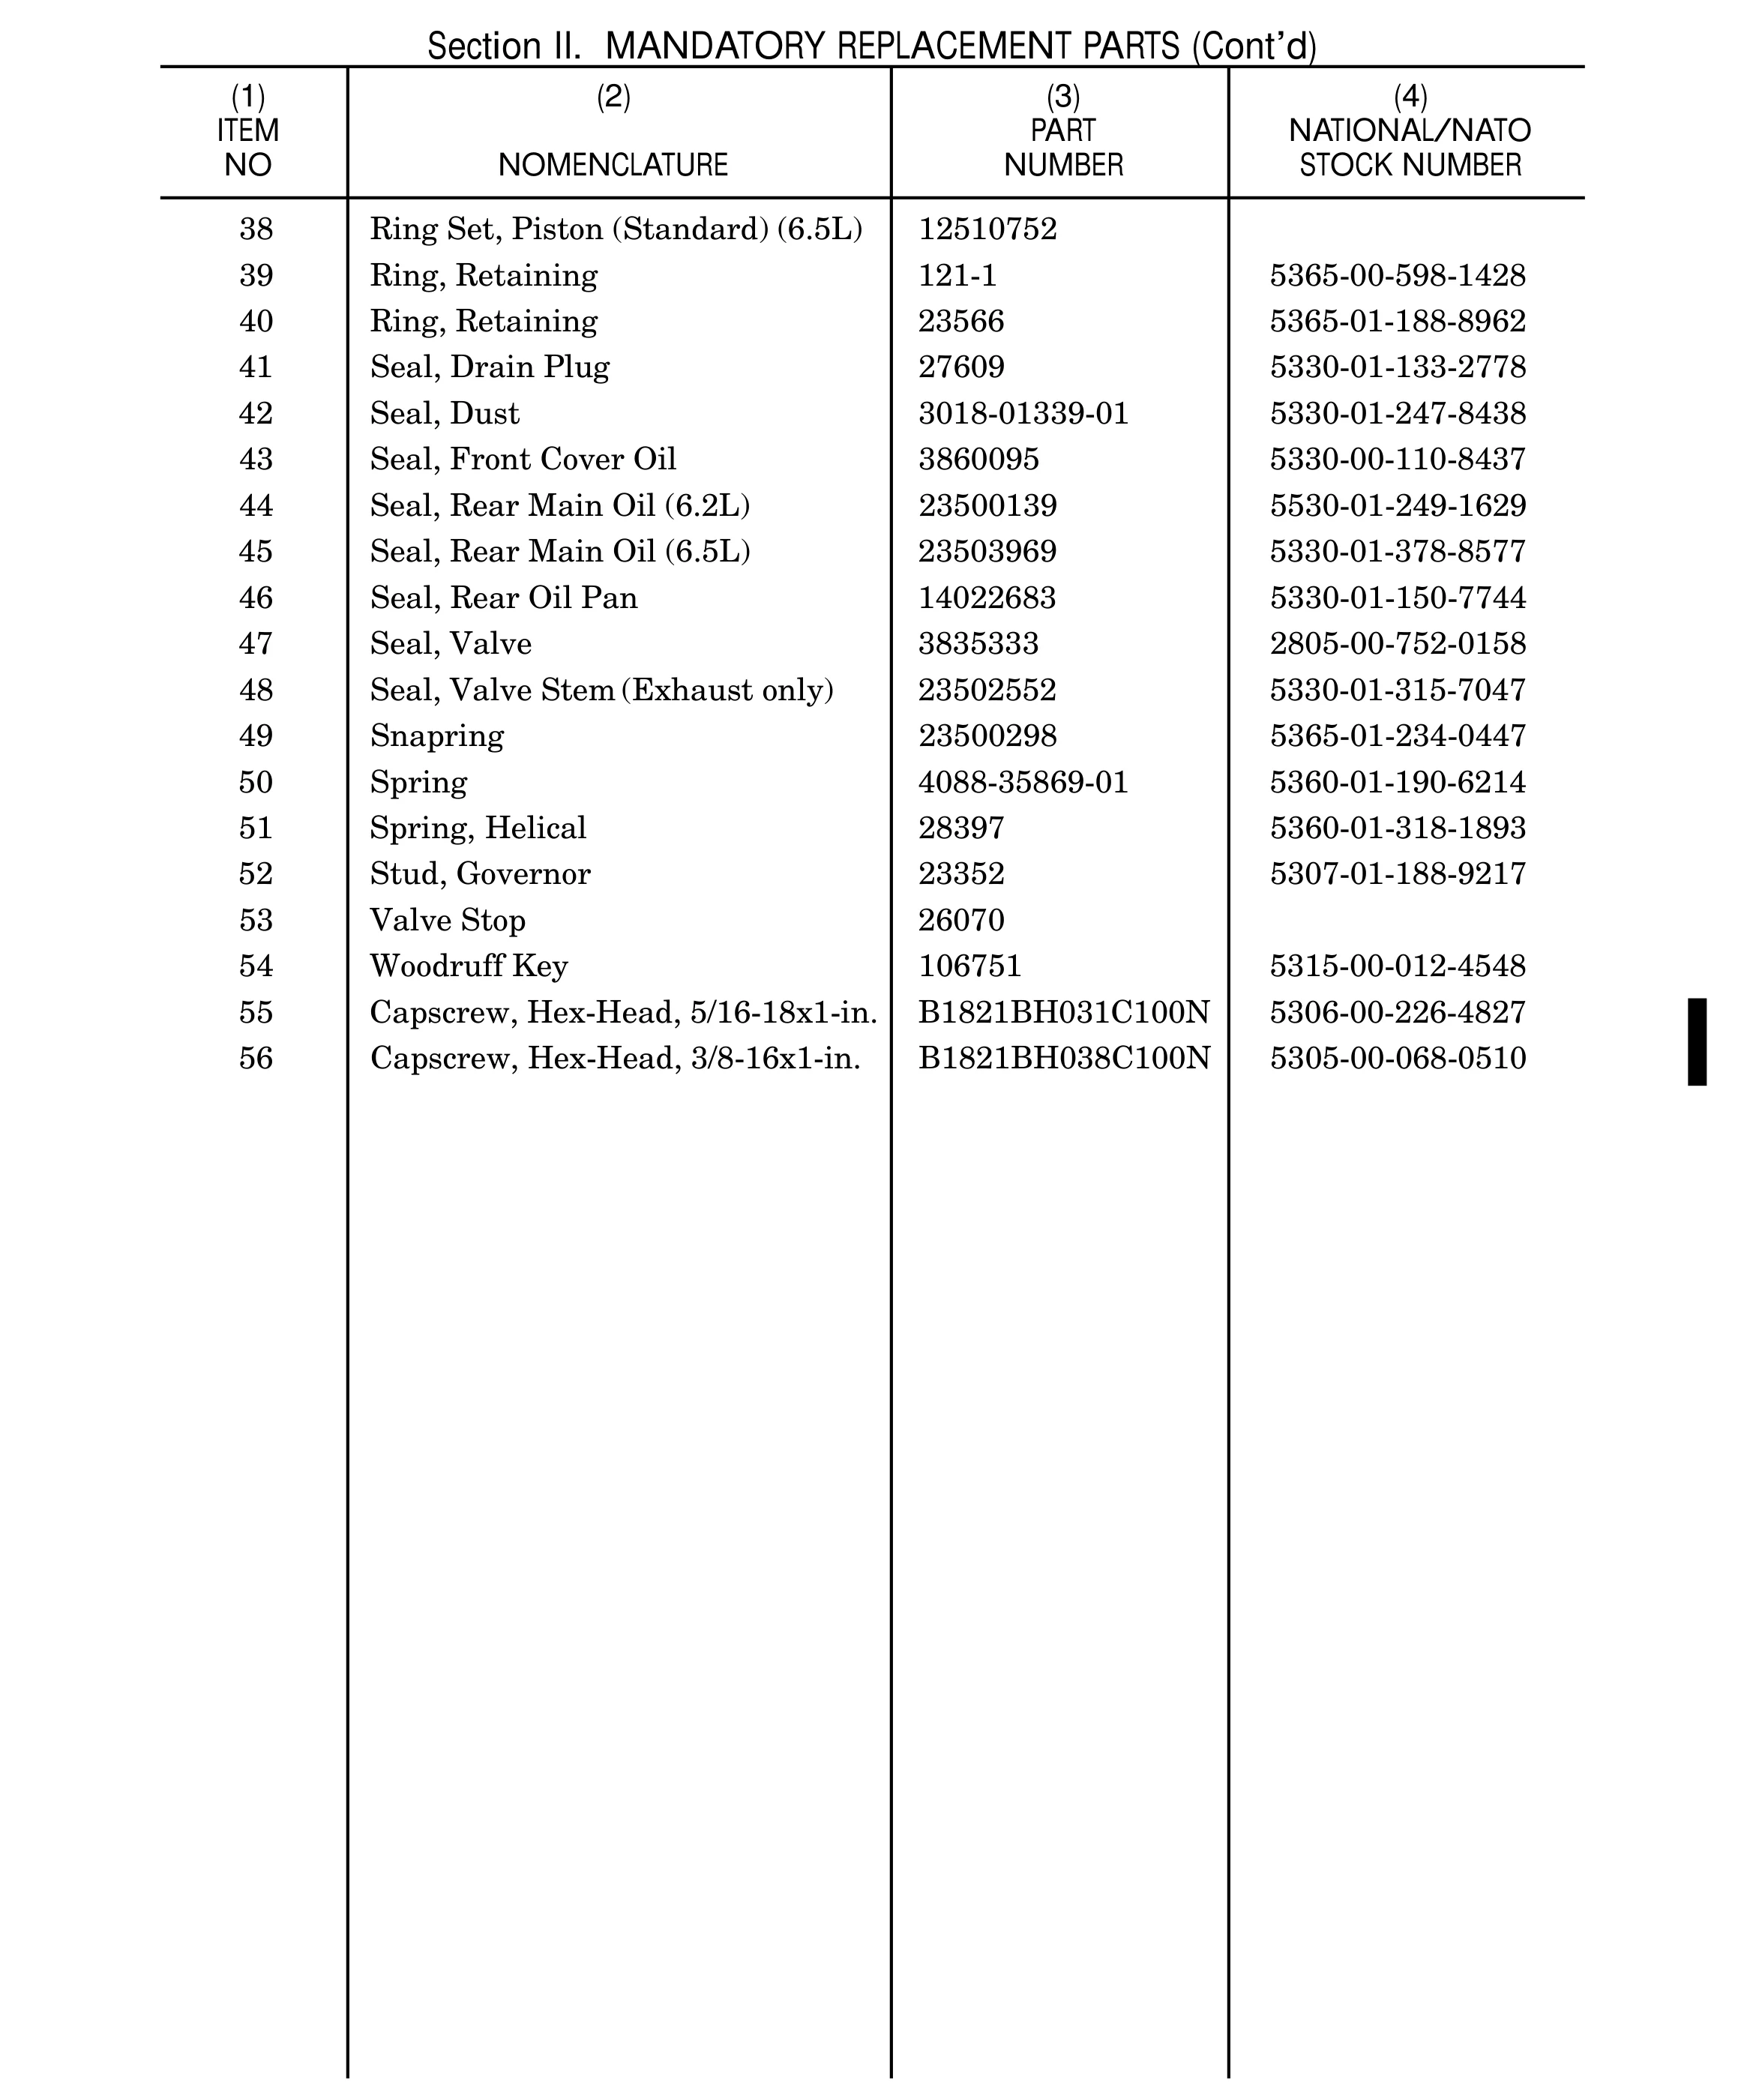 Section II. MANDATORY REPLACEMENT PARTS (Cont’d)
(1) (2) (3) (4)
ITEM PART NATIONAL/NATO
NO NOMENCLATURE NUMBER STOCK NUMBER
38 Ring Set, Piston (Standard) (6.5L) 12510752
39 Ring, Retaining 121-1 5365-00-598-1428
40 Ring, Retaining 23566 5365-01-188-8962
41 Seal, Drain Plug 27609 5330-01-133-2778
42 Seal, Dust 3018-01339-01 5330-01-247-8438
43 Seal, Front Cover Oil 3860095 5330-00-110-8437
44 Seal, Rear Main Oil (6.2L) 23500139 5530-01-249-1629
45 Seal, Rear Main Oil (6.5L) 23503969 5330-01-378-8577
46 Seal, Rear Oil Pan 14022683 5330-01-150-7744
47 Seal, Valve 3835333 2805-00-752-0158
48 Seal, Valve Stem (Exhaust only) 23502552 5330-01-315-7047
49 Snapring 23500298 5365-01-234-0447
50 Spring 4088-35869-01 5360-01-190-6214
51 Spring, Helical 28397 5360-01-318-1893
52 Stud, Governor 23352 5307-01-188-9217
53 Valve Stop 26070
54 Woodruff Key 106751 5315-00-012-4548
55 Capscrew, Hex-Head, 5/16-18x1-in. B1821BH031C100N 5306-00-226-4827
56 Capscrew, Hex-Head, 3/8-16x1-in. B1821BH038C100N 5305-00-068-0510